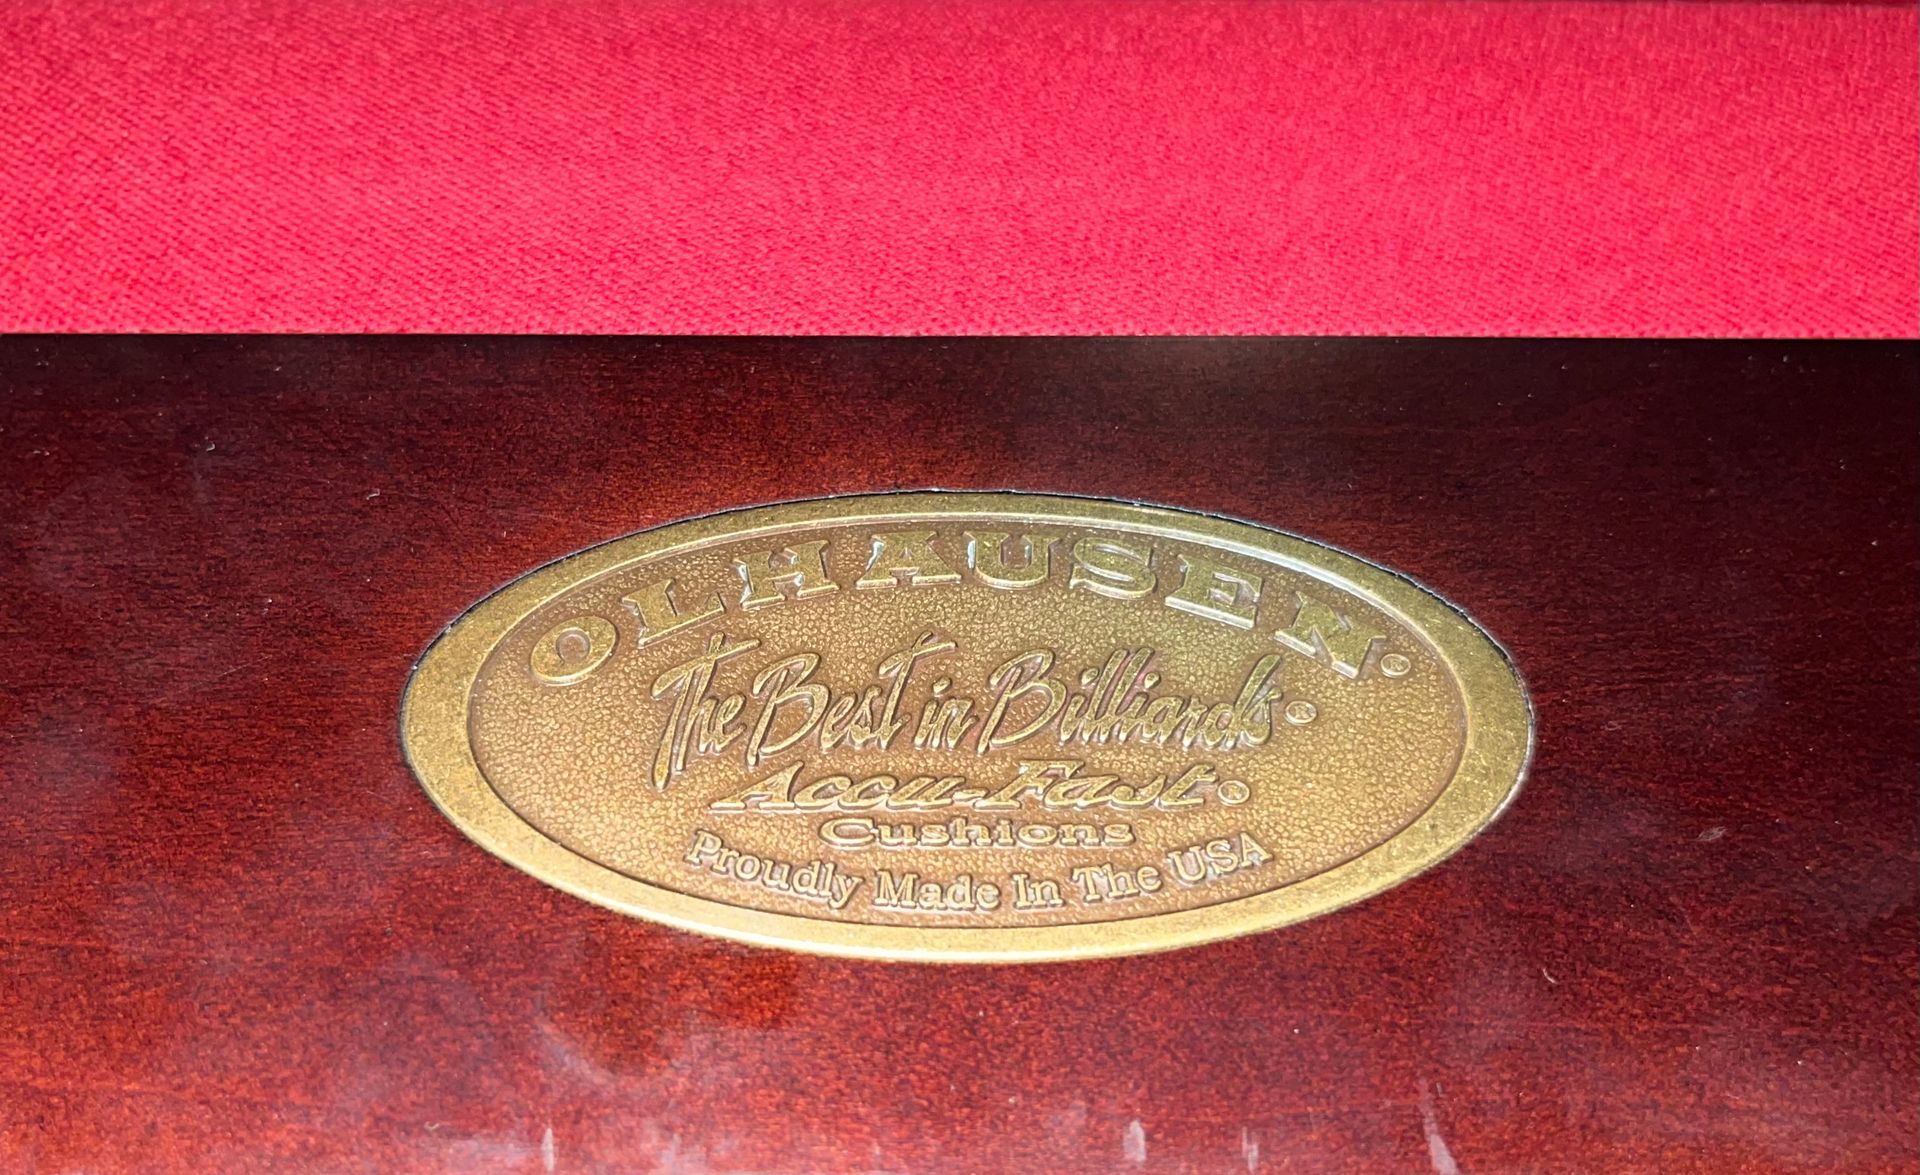 OLHAUSEN®
The Best in Billiards®
Accu-Fast®
Cushions
Proudly Made In The USA